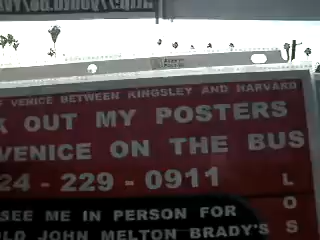 VENICE BETWEEN KINGSLEY AND HARVARD
K OUT MY POSTERS
VENICE ON THE BUS
24 - 229 - 0911
SEE ME IN PERSON FOR
LD JOHN MELTON BRADY'S
L
O
S